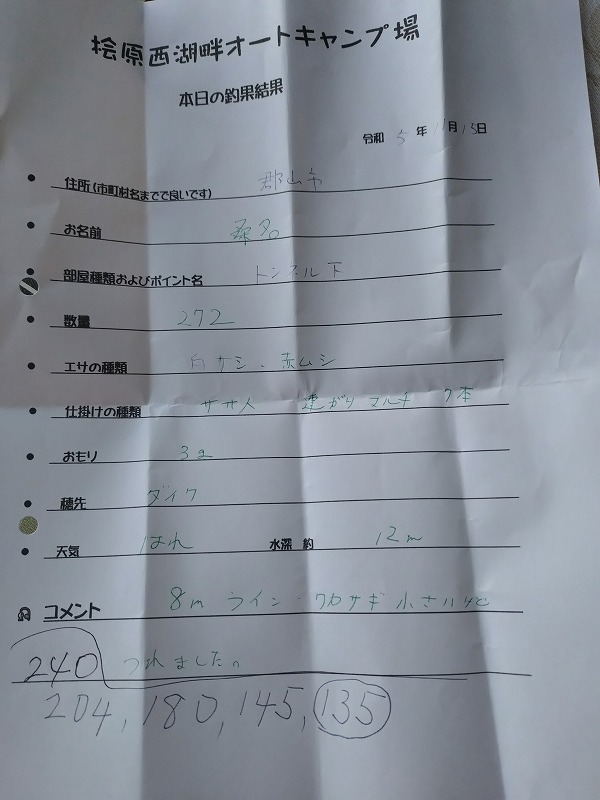 桧原西湖畔オートキャンプ場
本日の釣果結果
令和 5 年 11月 15日
住所(市町村名までで良いです) 郡山市
お名前 桑名
部屋種類およびポイント名 トンネル下
数量 272
エサの種類 白サシ、赤ムシ
仕掛けの種類 ササメ 連がりマルチ 7本
おもり 3g
穂先 ダイワ
天気 はれ 水深 約 12m
コメント 8mライン・ワカサギ小さい
240 つれました。
204, 180, 145, 135